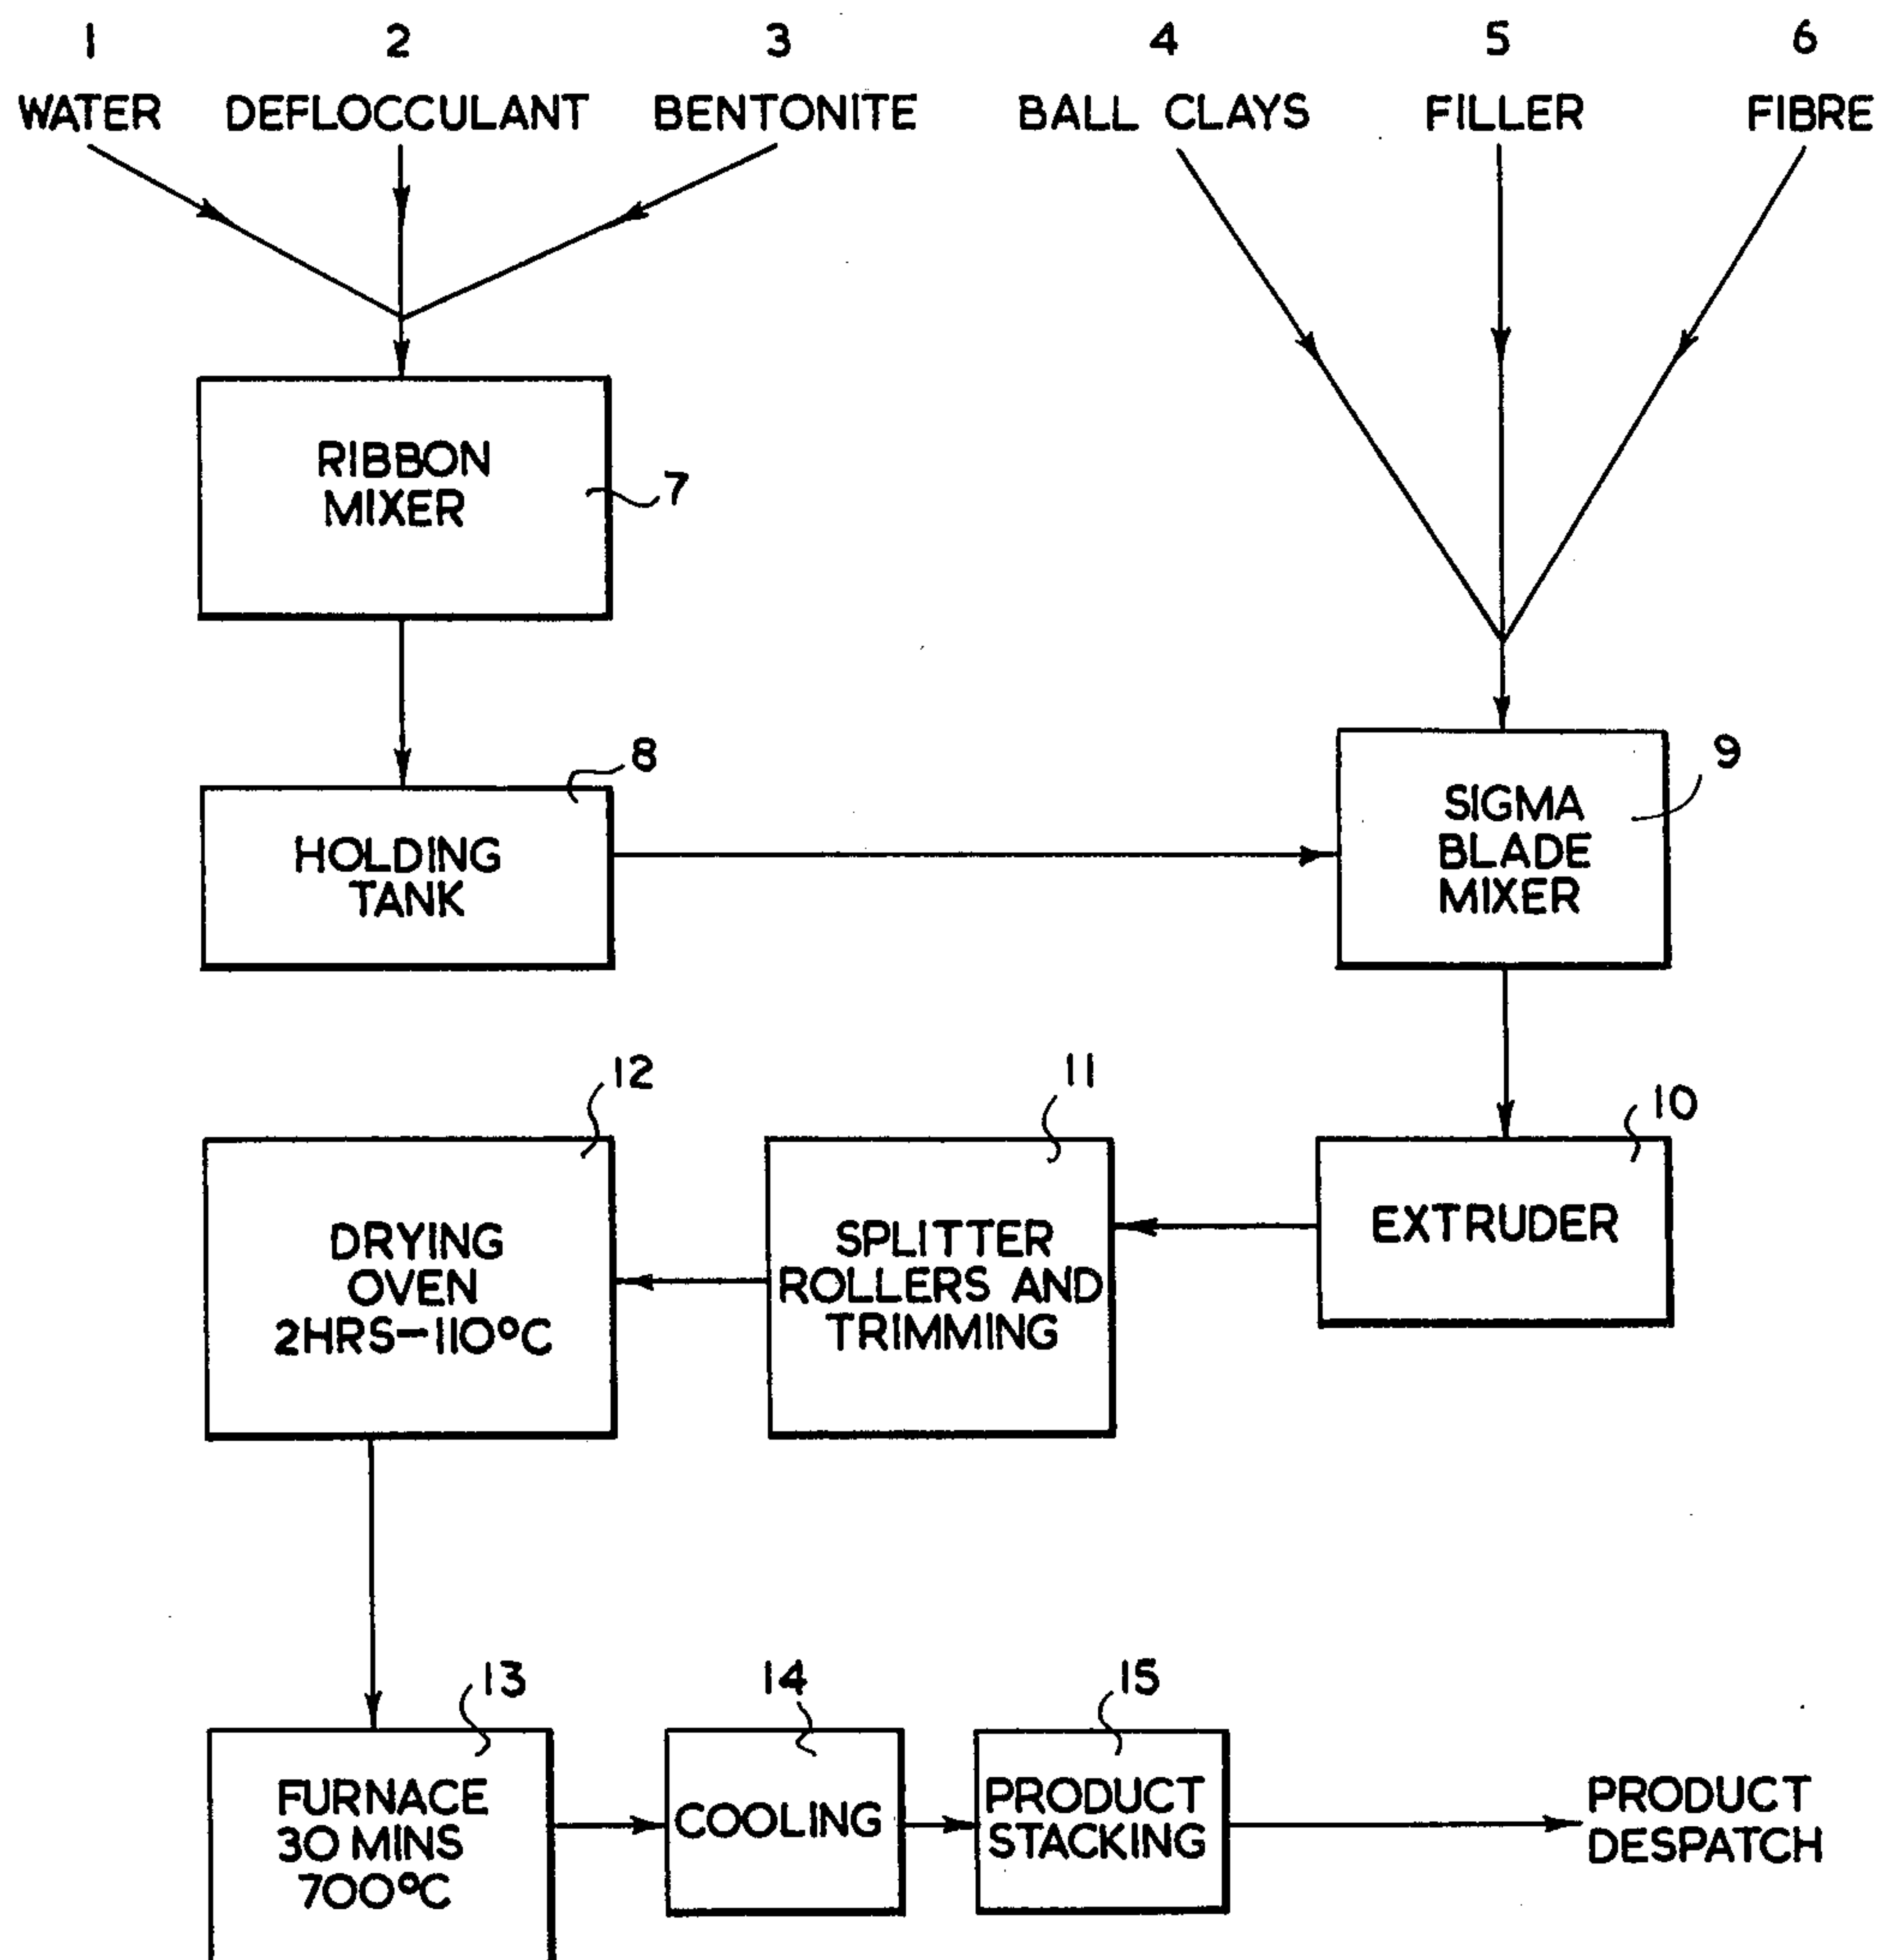 1 2 3 4 5 6
WATER DEFLOCCULANT BENTONITE BALL CLAYS FILLER FIBRE
RIBBON
MIXER
7
8
HOLDING
TANK
9
SIGMA
BLADE
MIXER
10
EXTRUDER
11
SPLITTER
ROLLERS AND
TRIMMING
12
DRYING
OVEN
2HRS-110°C
13
FURNACE
30 MINS
700°C
14
COOLING
15
PRODUCT
STACKING
PRODUCT
DESPATCH